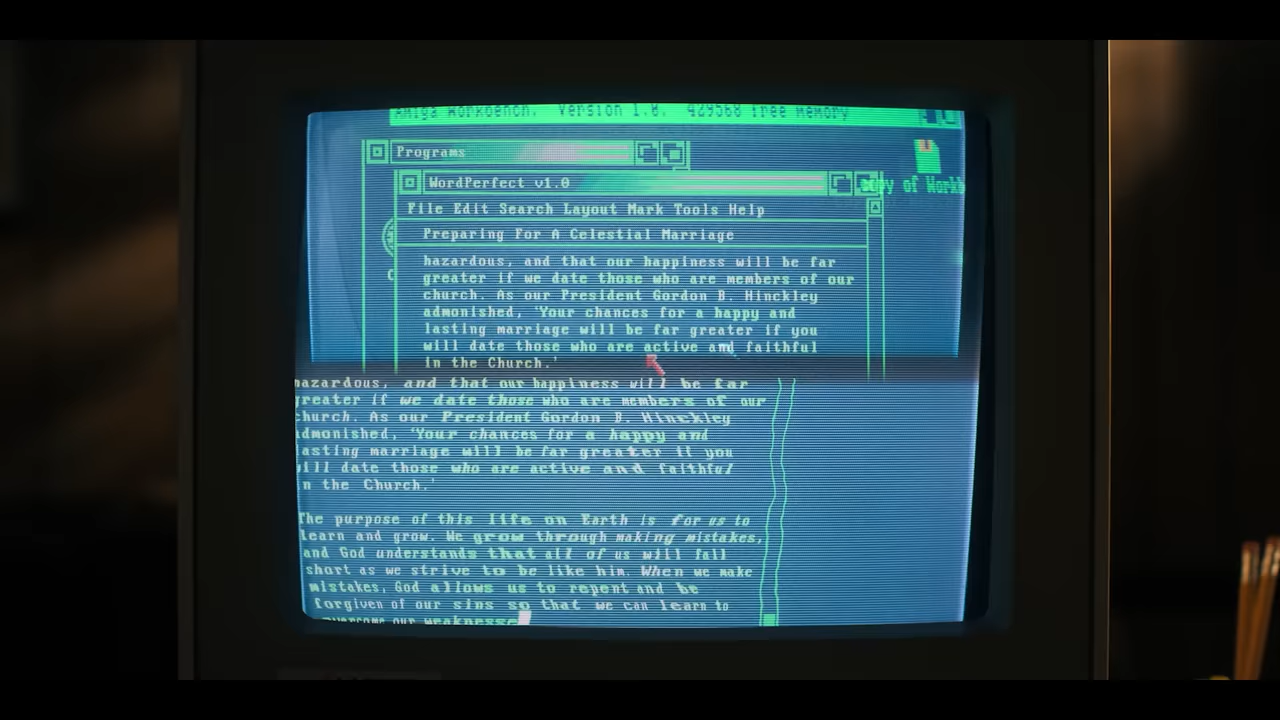 Amiga Workbench. Version 1.0. 429568 free memory
Programs
WordPerfect v1.0
of Workb
File Edit Search Layout Mark Tools Help
Preparing For A Celestial Marriage
hazardous, and that our happiness will be far
greater if we date those who are members of our
church. As our President Gordon B. Hinckley
admonished, 'Your chances for a happy and
lasting marriage will be far greater if you
will date those who are active and faithful
in the Church.'
hazardous, and that our happiness will be far
greater if we date those who are members of our
church. As our President Gordon B. Hinckley
admonished, 'Your chances for a happy and
lasting marriage will be far greater if you
will date those who are active and faithful
in the Church.'
The purpose of this life on Earth is for us to
learn and grow. We grow through making mistakes,
and God understands that all of us will fall
short as we strive to be like him. When we make
mistakes, God allows us to repent and be
forgiven of our sins so that we can learn to
overcome our weaknesse